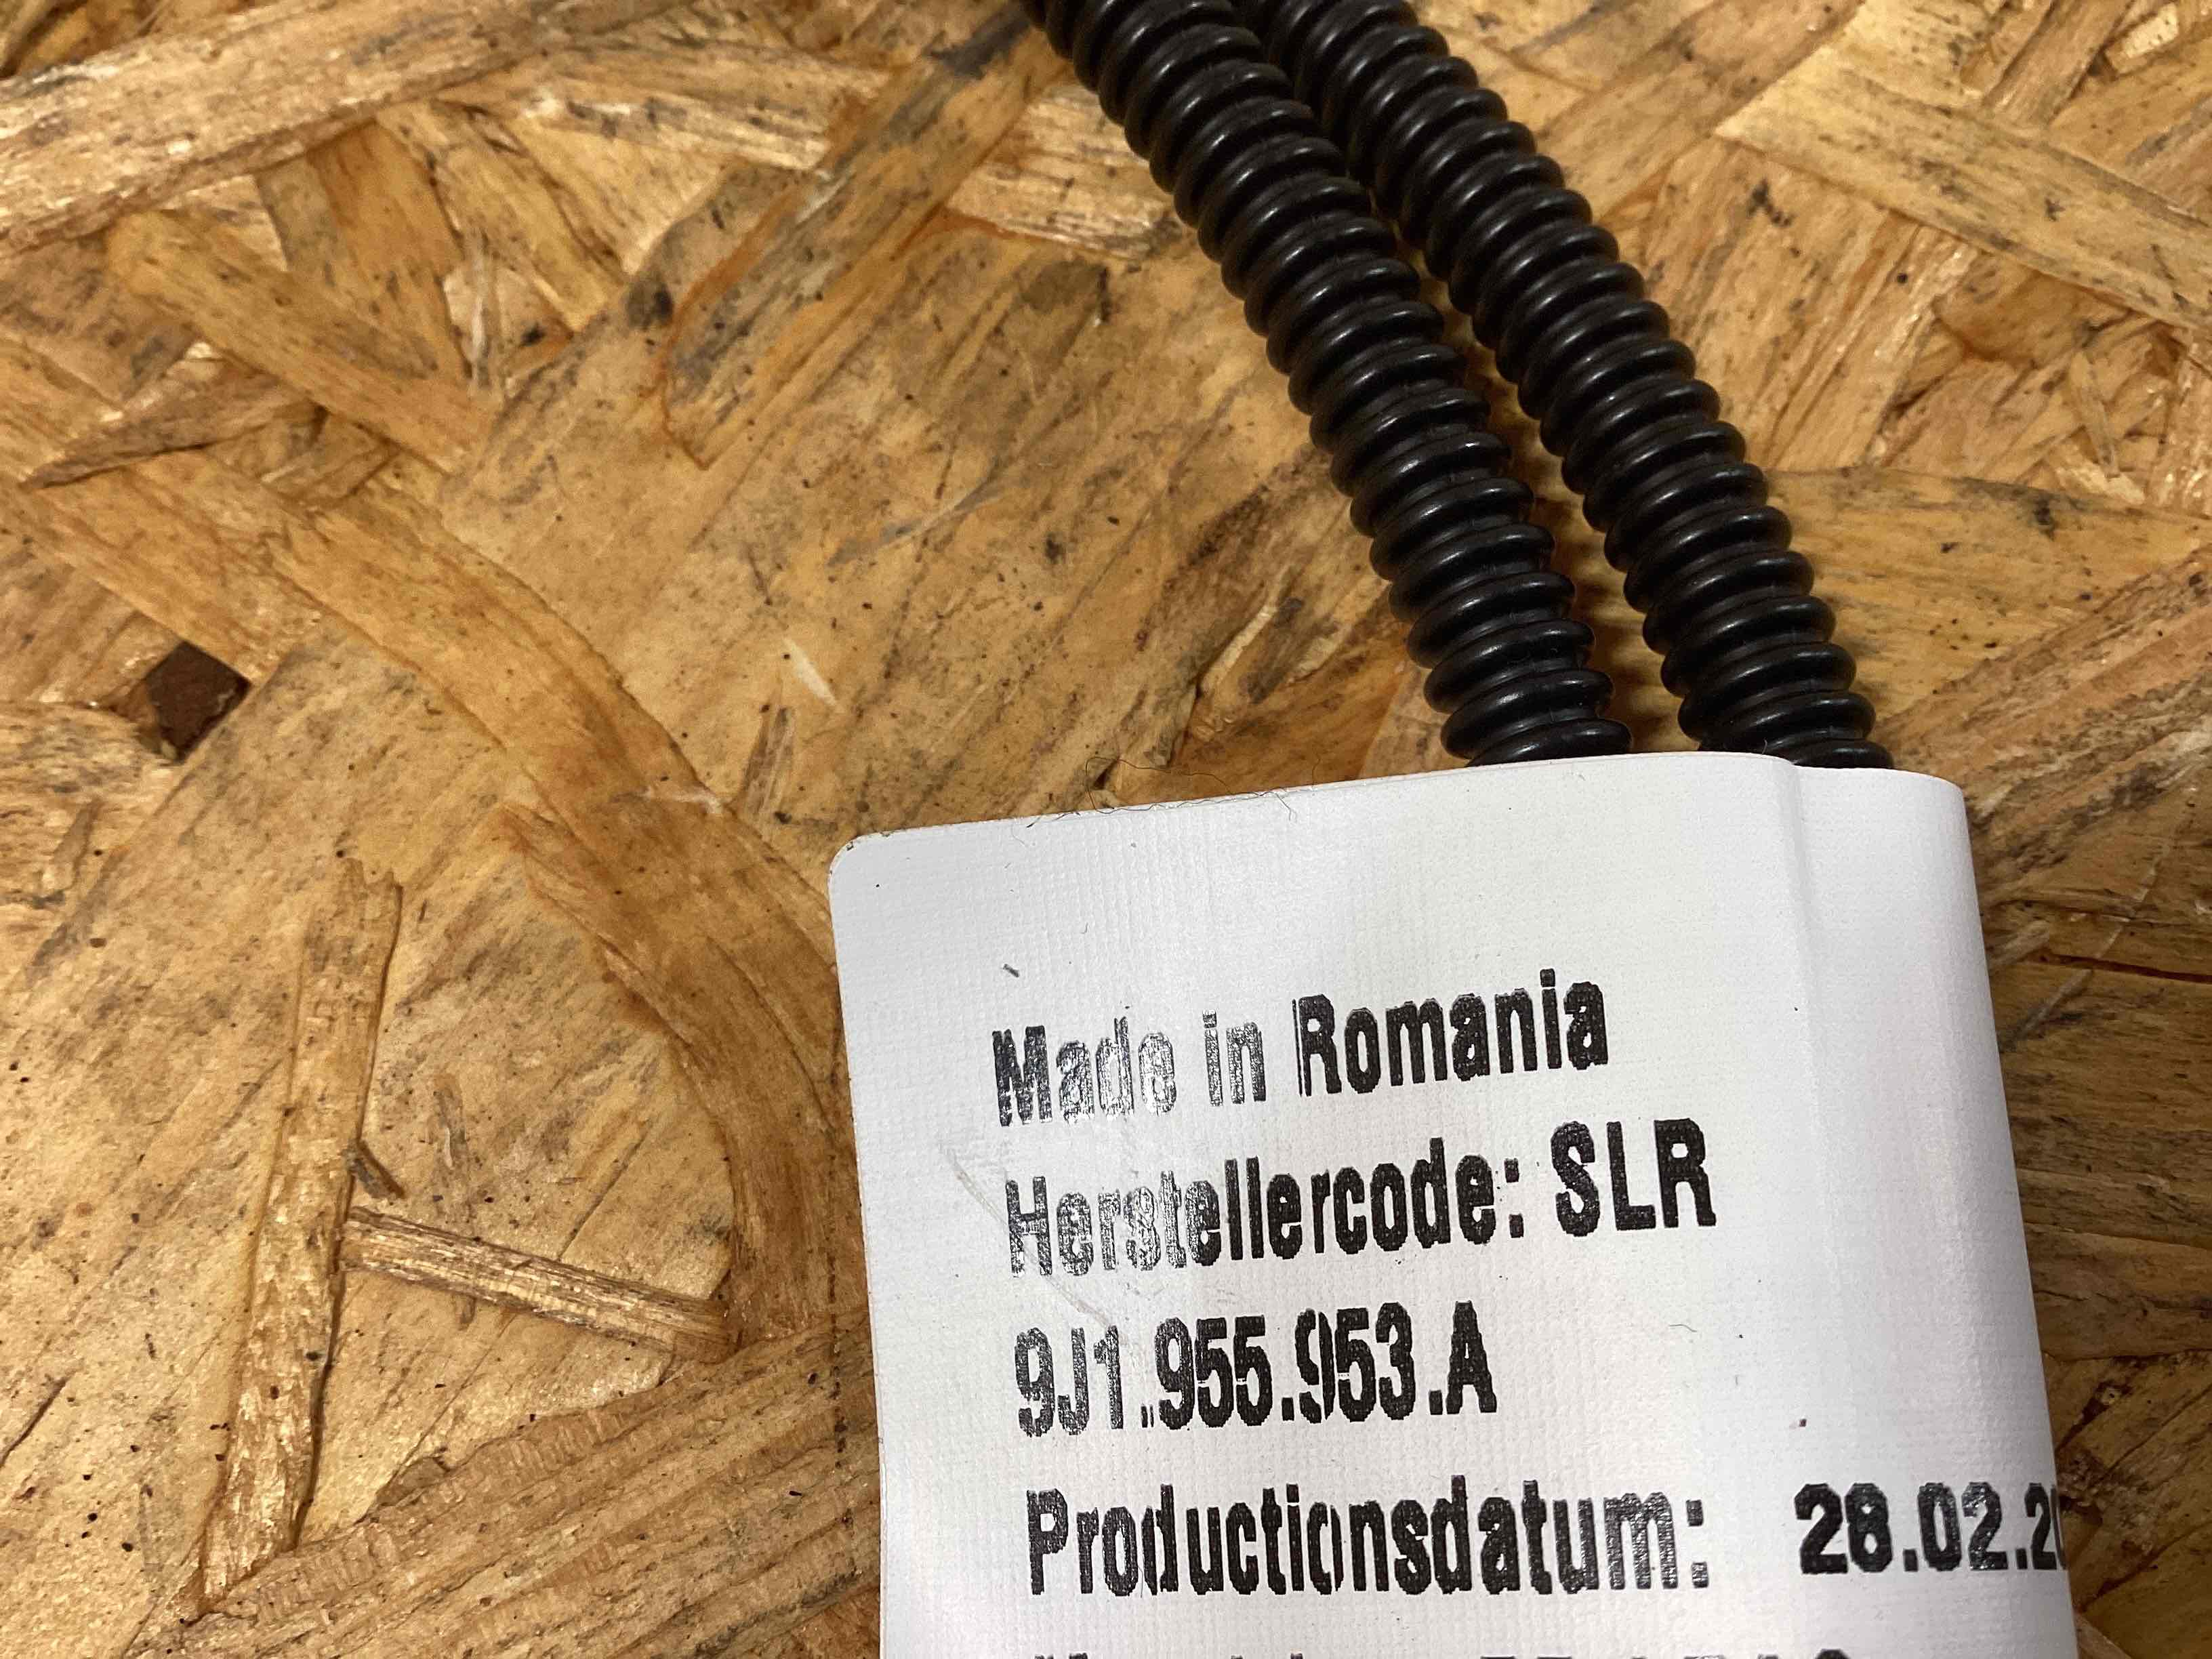 Made in Romania
Herstellercode: SLR
9J1.955.953.A
Productionsdatum: 28.02.2